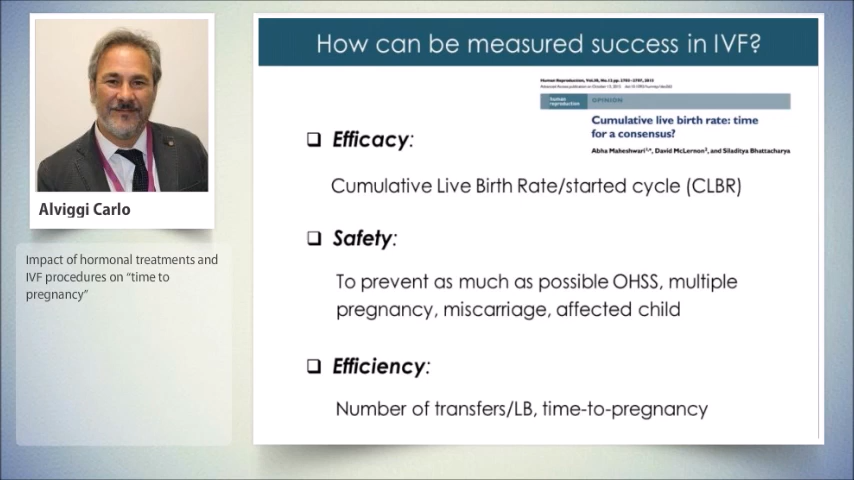 How can be measured success in IVF?
human
reproduction
OPINION
Cumulative live birth rate: time
for a consensus?
Abha Maheshwari, David McLernon, and Siladitya Bhattacharya
Efficacy:
Cumulative Live Birth Rate/started cycle (CLBR)
Safety:
To prevent as much as possible OHSS, multiple
pregnancy, miscarriage, affected child
Efficiency:
Number of transfers/LB, time-to-pregnancy
Alviggi Carlo
Impact of hormonal treatments and
IVF procedures on “time to
pregnancy”